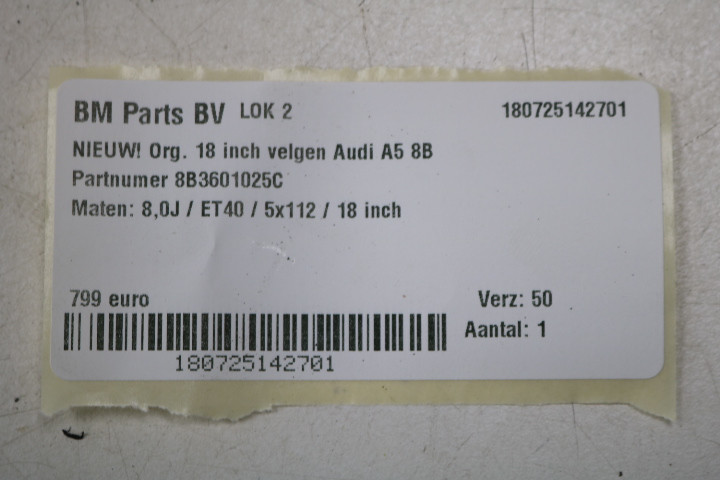 BM Parts BV LOK 2 180725142701
NIEUW! Org. 18 inch velgen Audi A5 8B
Partnumer 8B3601025C
Maten: 8,0J / ET40 / 5x112 / 18 inch
799 euro Verz: 50
Aantal: 1
180725142701